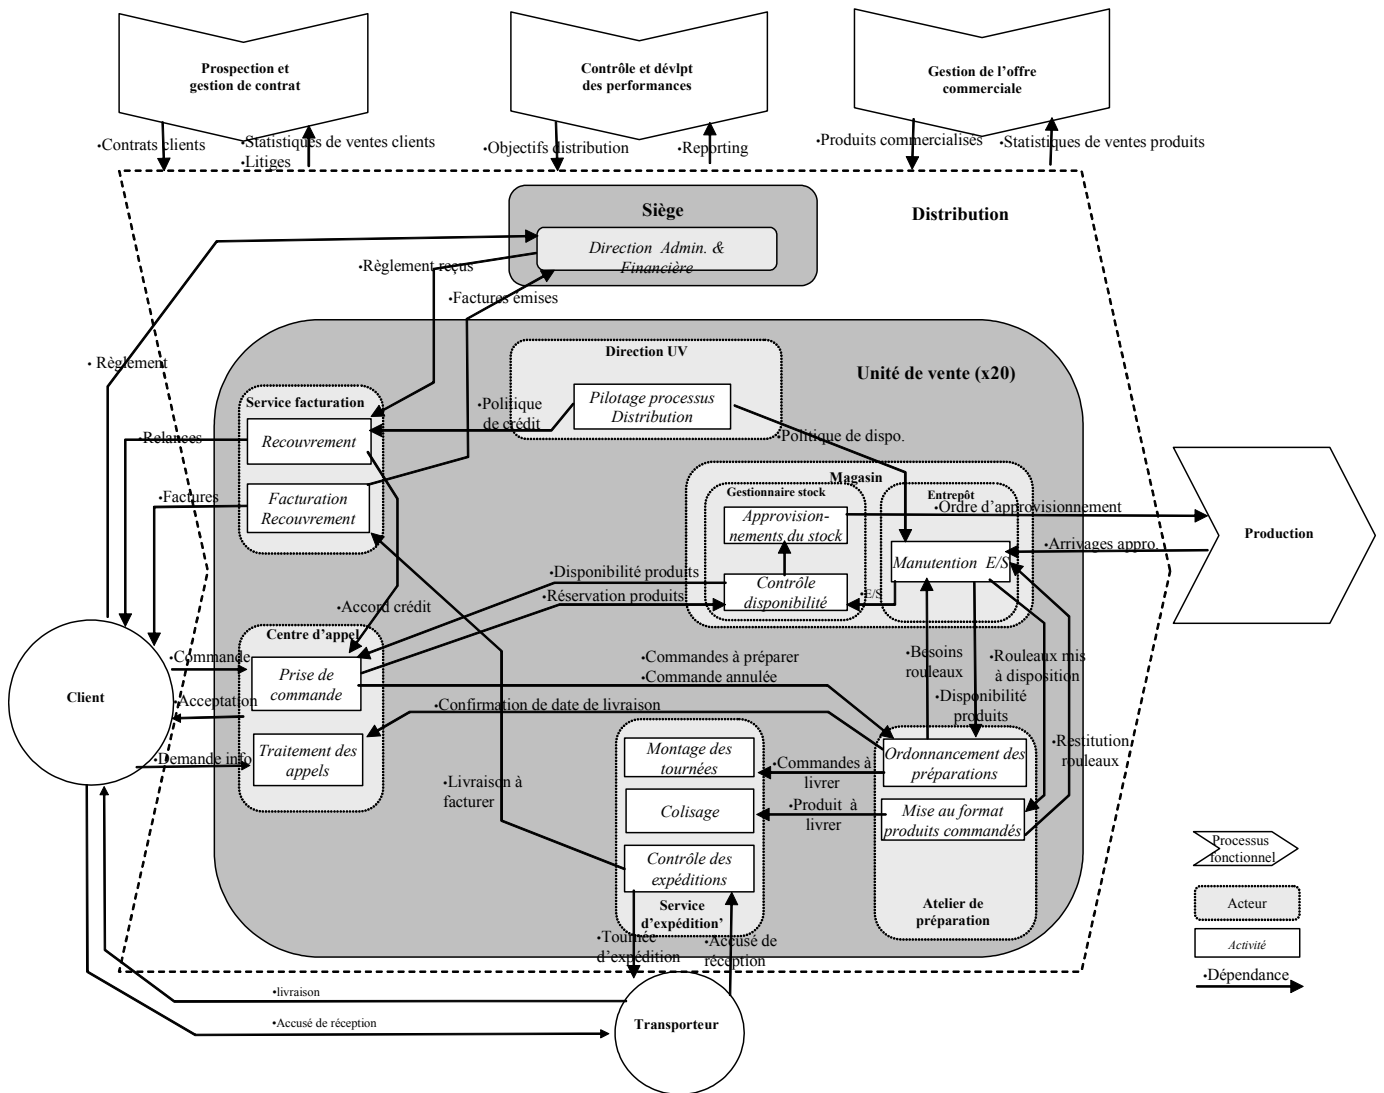 Prospection et
gestion de contrat
Contrôle et dévlpt
des performances
Gestion de l’offre
commerciale
•Contrats clients
•Statistiques de ventes clients
•Litiges
•Objectifs distribution
•Reporting
•Produits commercialisés
•Statistiques de ventes produits
Siège
Distribution
Direction Admin. &
Financière
•Règlement reçus
•Factures émises
• Règlement
Direction UV
Unité de vente (x20)
Pilotage processus
Distribution
Service facturation
Recouvrement
•Politique
de crédit
•Politique de dispo.
•Relances
Facturation
Recouvrement
•Factures
Magasin
Gestionnaire stock
Entrepôt
Approvision-
nements du stock
•Ordre d’approvisionnement
Production
•Arrivages appro.
Manutention E/S
Contrôle
disponibilité
•E/S
•Disponibilité produits
•Réservation produits
•Accord crédit
Centre d’appel
•Commande
Prise de
commande
Client
•Acceptation
•Commandes à préparer
•Commande annulée
•Besoins
rouleaux
•Rouleaux mis
à disposition
•Disponibilité
produits
•Confirmation de date de livraison
Traitement des
appels
•Demande info
Montage des
tournées
•Commandes à
livrer
Ordonnancement des
préparations
•Restitution
rouleaux
•Livraison à
facturer
Colisage
•Produit à
livrer
Mise au format
produits commandés
Contrôle des
expéditions
Service
d’expédition’
Atelier de
préparation
•Tournée
d’expédition
•Accusé de
réception
•livraison
•Accusé de réception
Transporteur
Processus
fonctionnel
Acteur
Activité
•Dépendance